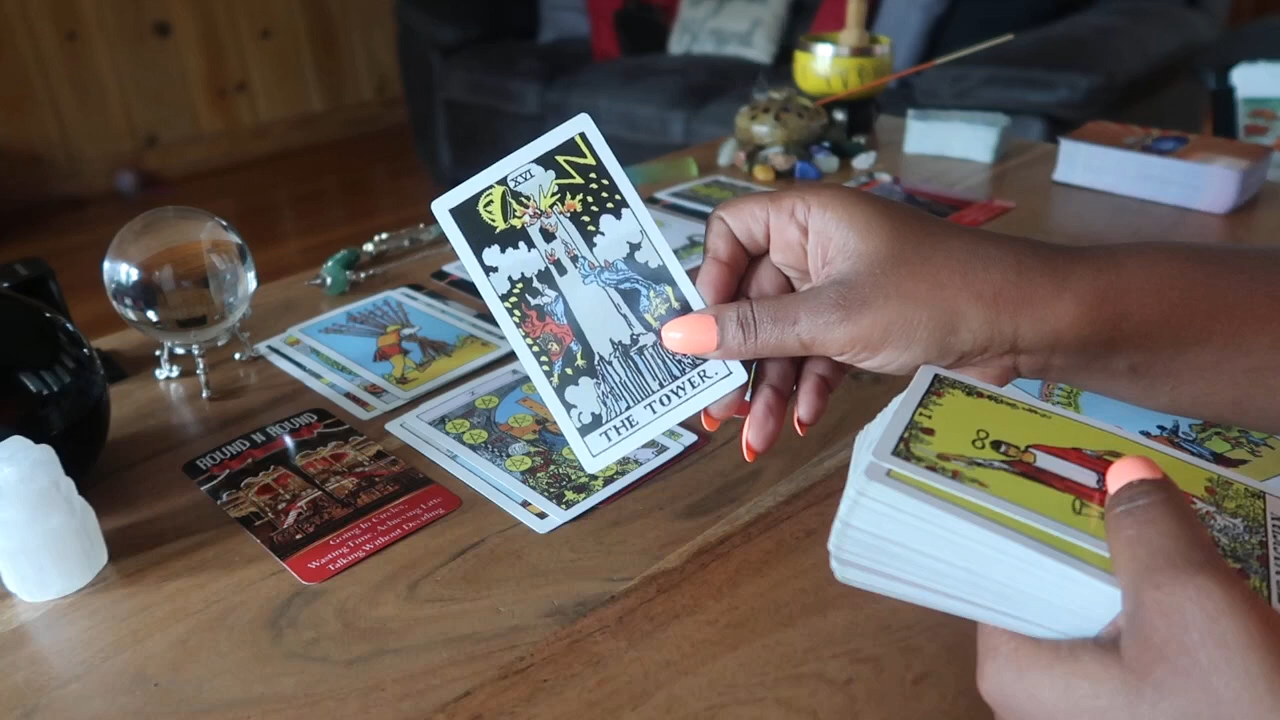 XVI
THE TOWER.
ROUND N ROUND
Going In Circles,
Wasting Time, Achieving Little
Talking Without Deciding
X